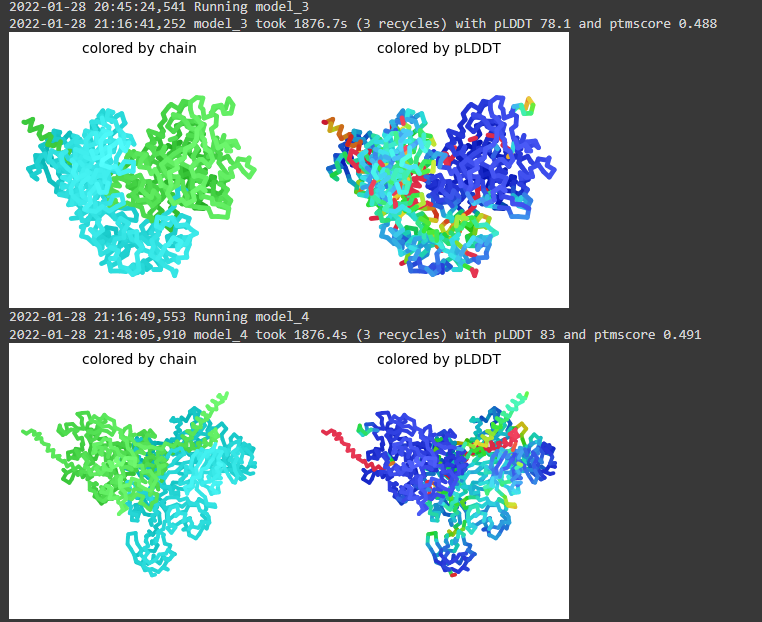 2022-01-28 20:45:24,541 Running model_3
2022-01-28 21:16:41,252 model_3 took 1876.7s (3 recycles) with pLDDT 78.1 and ptmscore 0.488
colored by chain colored by pLDDT
2022-01-28 21:16:49,553 Running model_4
2022-01-28 21:48:05,910 model_4 took 1876.4s (3 recycles) with pLDDT 83 and ptmscore 0.491
colored by chain colored by pLDDT